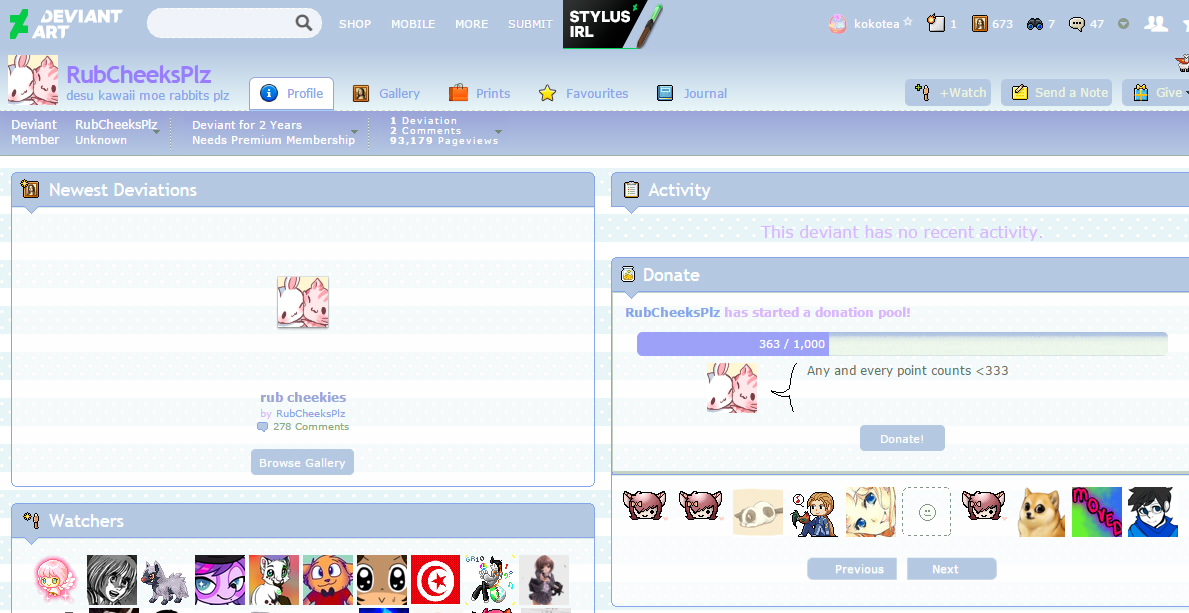 DEVIANT
ART
SHOP
MOBILE
MORE
SUBMIT
STYLUS
IRL
kokotea
1
673
7
47
RubCheeksPlz
desu kawaii moe rabbits plz
Profile
Gallery
Prints
Favourites
Journal
+Watch
Send a Note
Give
Deviant
Member
RubCheeksPlz
Unknown
Deviant for 2 Years
Needs Premium Membership
1 Deviation
2 Comments
93,179 Pageviews
Newest Deviations
rub cheekies
by RubCheeksPlz
278 Comments
Browse Gallery
Watchers
GR10
Activity
This deviant has no recent activity.
Donate
RubCheeksPlz has started a donation pool!
363 / 1,000
Any and every point counts <333
Donate!
MOVED
Previous
Next